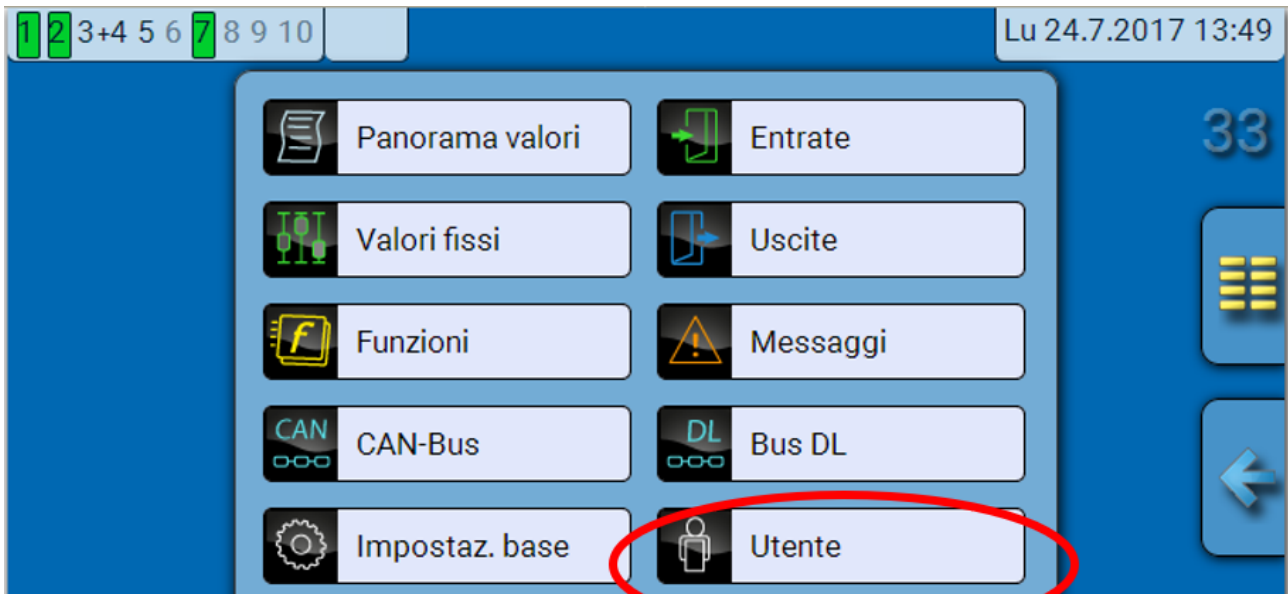 1 2 3+4 5 6 7 8 9 10
Lu 24.7.2017 13:49
33
Panorama valori
Entrate
Valori fissi
Uscite
f Funzioni
Messaggi
CAN CAN-Bus
DL Bus DL
Impostaz. base
Utente